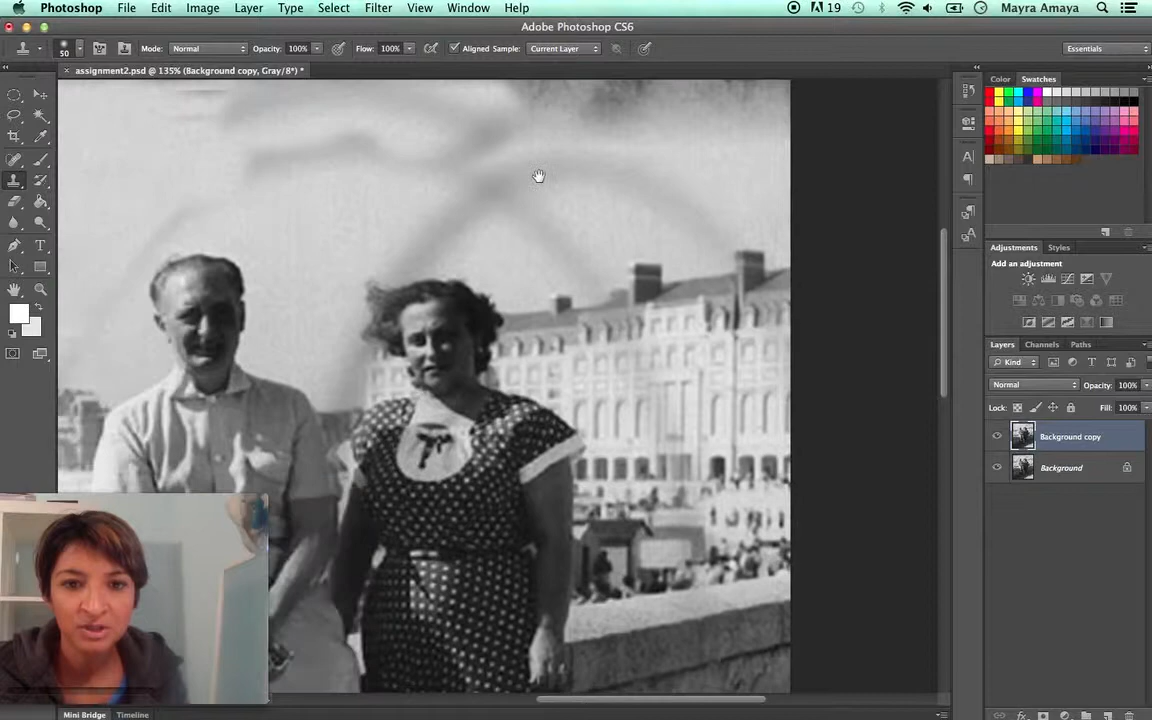 Photoshop File Edit Image Layer Type Select Filter View Window Help 19 Mayra Amaya
Adobe Photoshop CS6
50 Mode: Normal Opacity: 100% Flow: 100% Aligned Sample: Current Layer Essentials
× assignment2.psd @ 135% (Background copy, Gray/8*) *
Color Swatches
Adjustments Styles
Add an adjustment
Layers Channels Paths
Kind
Normal Opacity: 100%
Lock: Fill: 100%
Background copy
Background
Mini Bridge Timeline